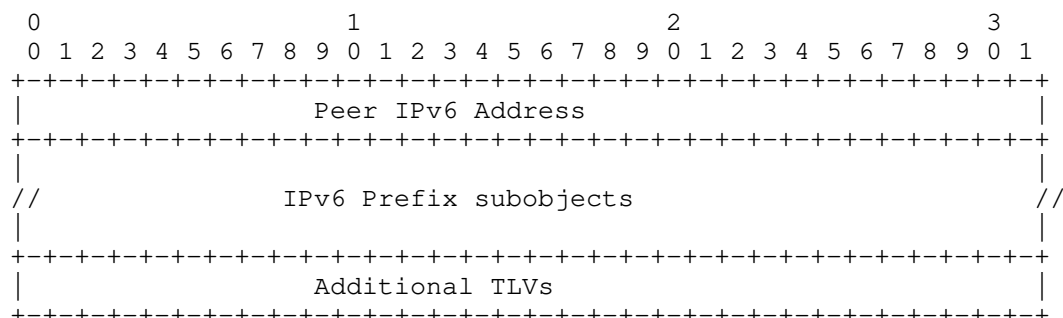 0                   1                   2                   3
 0 1 2 3 4 5 6 7 8 9 0 1 2 3 4 5 6 7 8 9 0 1 2 3 4 5 6 7 8 9 0 1
+-+-+-+-+-+-+-+-+-+-+-+-+-+-+-+-+-+-+-+-+-+-+-+-+-+-+-+-+-+-+-+-+
|                  Peer IPv6 Address                            |
+-+-+-+-+-+-+-+-+-+-+-+-+-+-+-+-+-+-+-+-+-+-+-+-+-+-+-+-+-+-+-+-+
|                                                               |
//               IPv6 Prefix subobjects                         //
|                                                               |
+-+-+-+-+-+-+-+-+-+-+-+-+-+-+-+-+-+-+-+-+-+-+-+-+-+-+-+-+-+-+-+-+
|                  Additional TLVs                              |
+-+-+-+-+-+-+-+-+-+-+-+-+-+-+-+-+-+-+-+-+-+-+-+-+-+-+-+-+-+-+-+-+